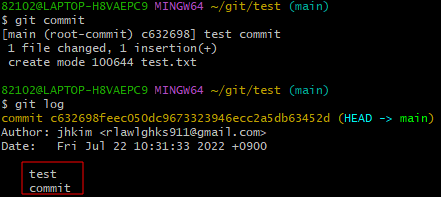 82102@LAPTOP-H8VAEPC9 MINGW64 ~/git/test (main)
$ git commit
[main (root-commit) c632698] test commit
1 file changed, 1 insertion(+)
create mode 100644 test.txt
82102@LAPTOP-H8VAEPC9 MINGW64 ~/git/test (main)
$ git log
commit c632698feec050dc9673323946ecc2a5db63452d (HEAD -> main)
Author: jhkim <rlawlghks911@gmail.com>
Date: Fri Jul 22 10:31:33 2022 +0900
test
commit